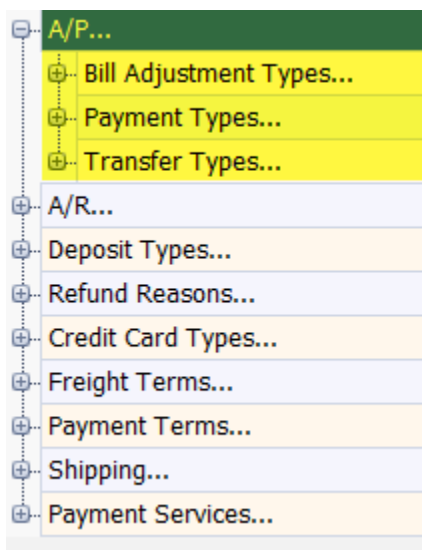 A/P...
Bill Adjustment Types...
Payment Types...
Transfer Types...
A/R...
Deposit Types...
Refund Reasons...
Credit Card Types...
Freight Terms...
Payment Terms...
Shipping...
Payment Services...